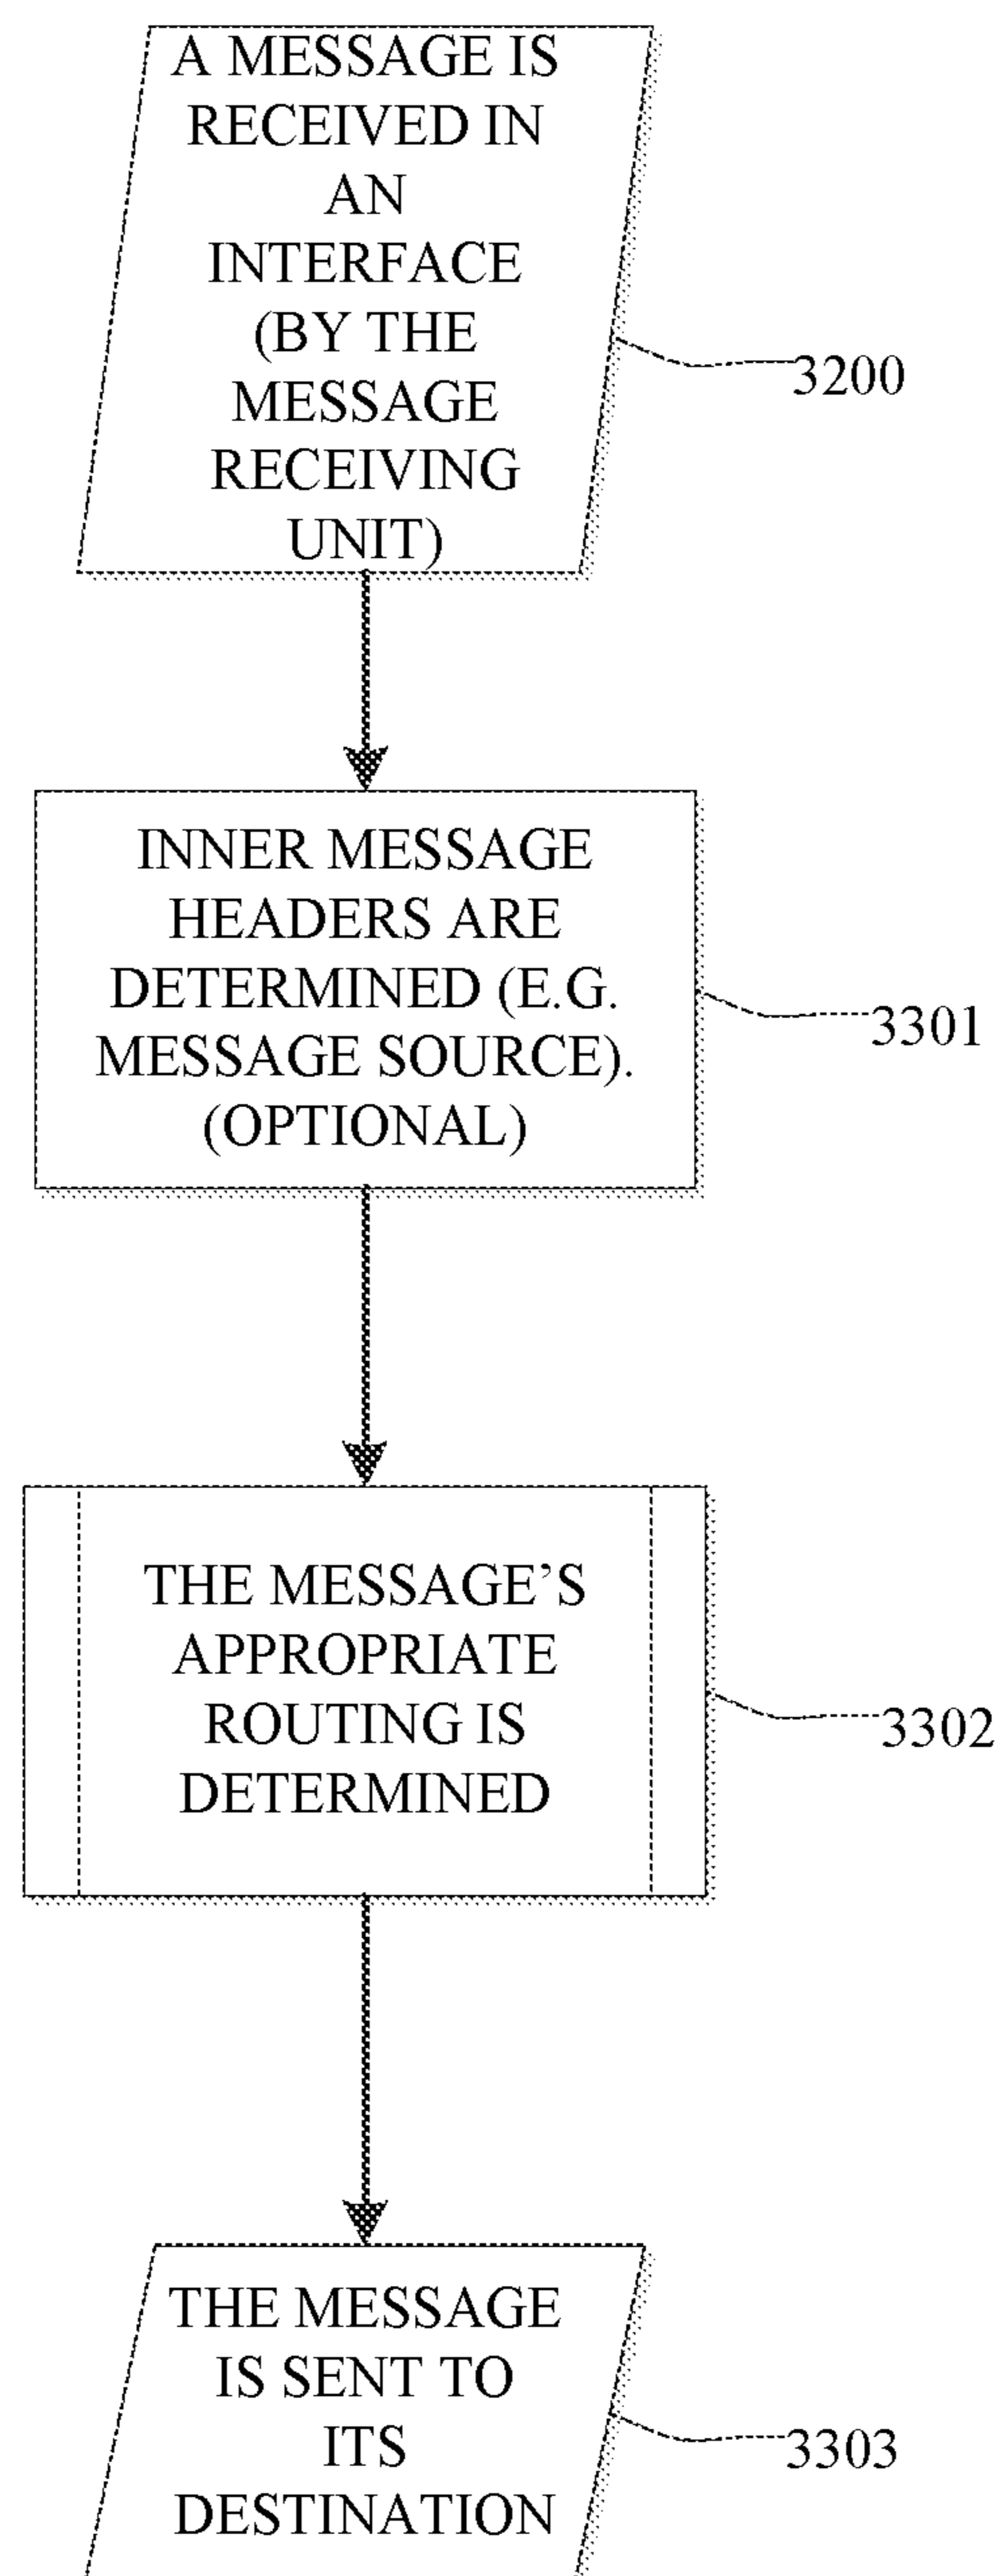 A MESSAGE IS
RECEIVED IN
AN
INTERFACE
(BY THE
MESSAGE
RECEIVING
UNIT)
3200
INNER MESSAGE
HEADERS ARE
DETERMINED (E.G.
MESSAGE SOURCE).
(OPTIONAL)
3301
THE MESSAGE’S
APPROPRIATE
ROUTING IS
DETERMINED
3302
THE MESSAGE
IS SENT TO
ITS
DESTINATION
3303